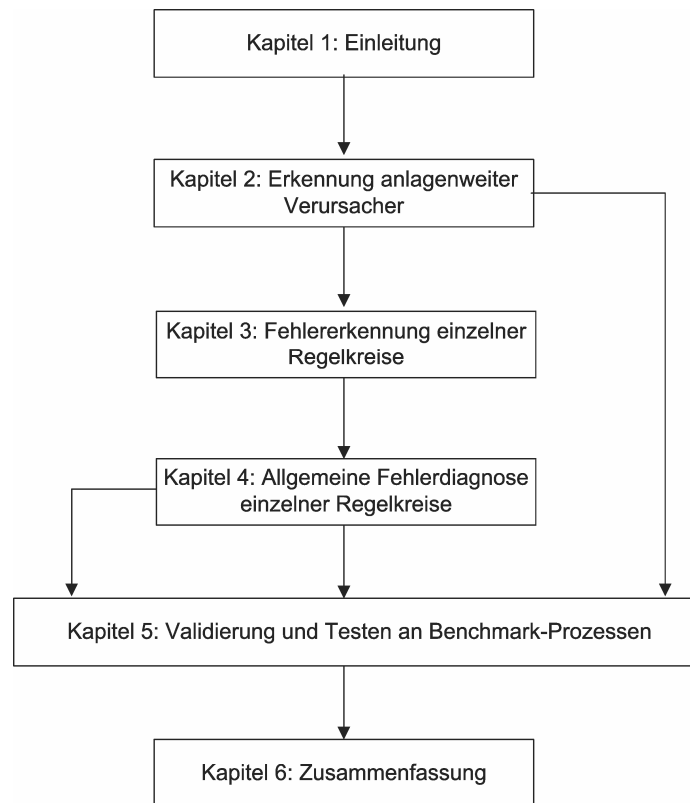 Kapitel 1: Einleitung
Kapitel 2: Erkennung anlagenweiter
Verursacher
Kapitel 3: Fehlererkennung einzelner
Regelkreise
Kapitel 4: Allgemeine Fehlerdiagnose
einzelner Regelkreise
Kapitel 5: Validierung und Testen an Benchmark-Prozessen
Kapitel 6: Zusammenfassung